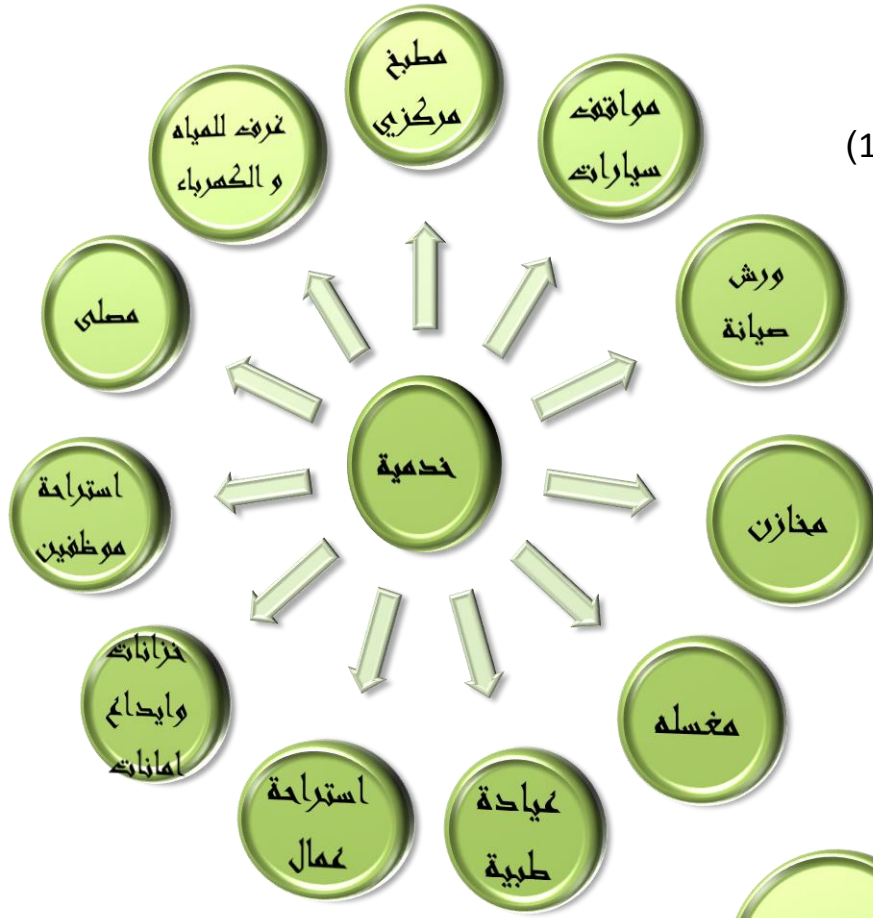 مطبخ
مركزي
مواقف
سيارات
(1
ورش
صيانة
مخازن
مغسله
عيادة
طبية
استراحة
عمال
خزانات
وايداع
امانات
استراحة
موظفين
مصلى
غرف للمياه
و الكهرباء
خدمية